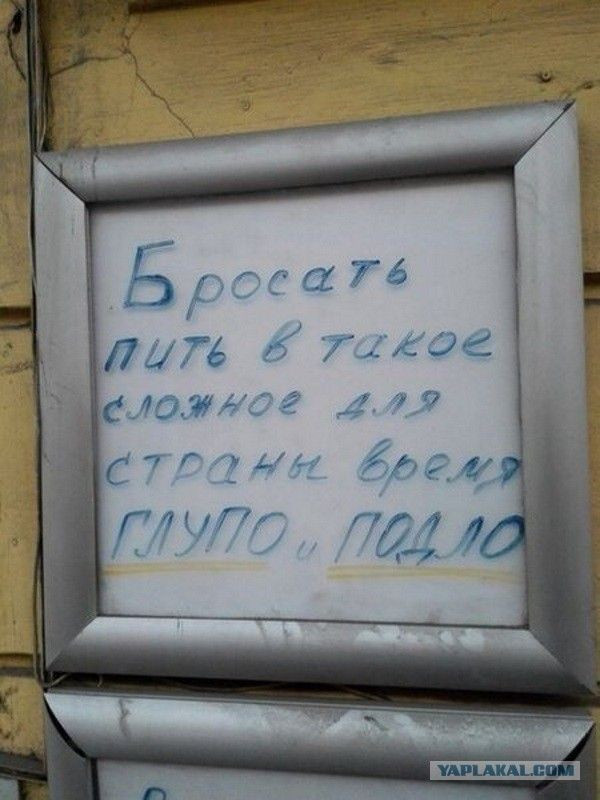 Бросать
пить в такое
сложное для
страны время
ГЛУПО и ПОДЛО
YAPLAKAL.COM